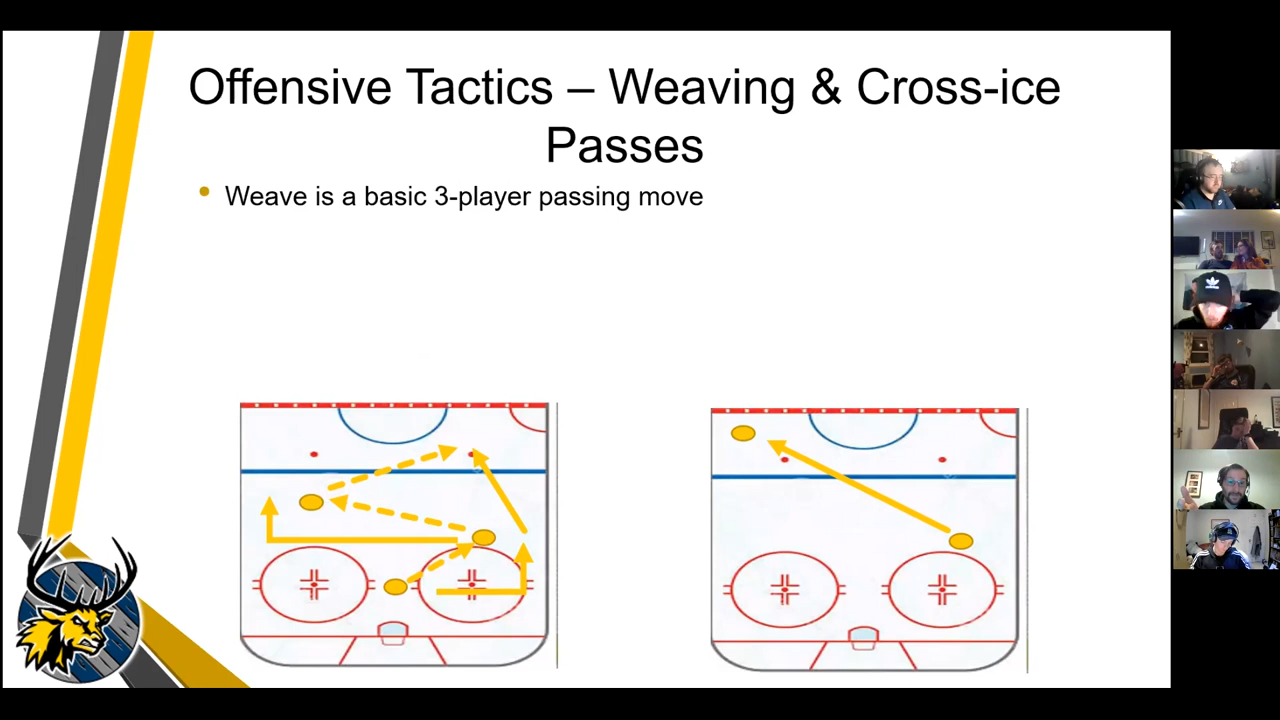 Offensive Tactics – Weaving & Cross-ice
Passes
Weave is a basic 3-player passing move